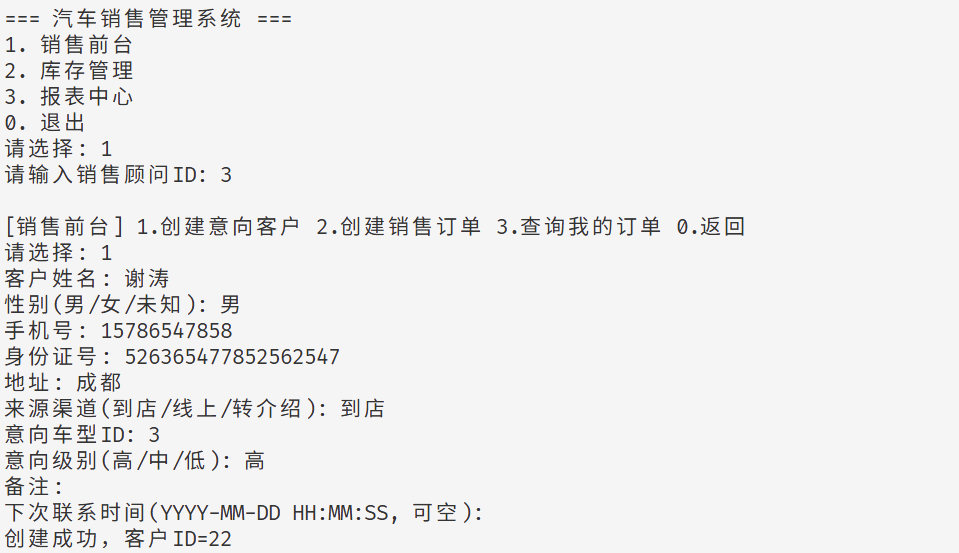 === 汽车销售管理系统 ===
1. 销售前台
2. 库存管理
3. 报表中心
0. 退出
请选择: 1
请输入销售顾问ID: 3
[销售前台] 1.创建意向客户 2.创建销售订单 3.查询我的订单 0.返回
请选择: 1
客户姓名: 谢涛
性别(男/女/未知): 男
手机号: 15786547858
身份证号: 526365477852562547
地址: 成都
来源渠道(到店/线上/转介绍): 到店
意向车型ID: 3
意向级别(高/中/低): 高
备注:
下次联系时间(YYYY-MM-DD HH:MM:SS, 可空):
创建成功，客户ID=22